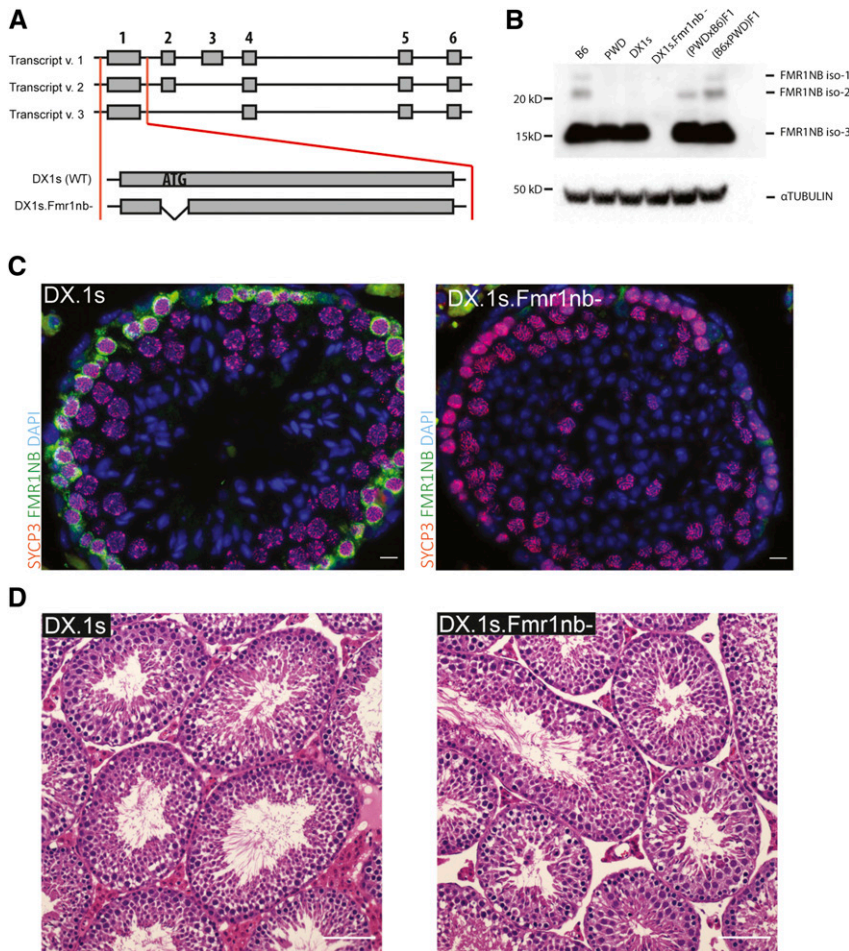 A
1 2 3 4 5 6
Transcript v. 1
Transcript v. 2
Transcript v. 3
DX1s (WT)
ATG
DX1s.Fmr1nb-
B
B6
PWD
DX1s
DX1s.Fmr1nb -
(PWDxB6)F1
(B6xPWD)F1
FMR1NB iso-1
20 kD
FMR1NB iso-2
15kD
FMR1NB iso-3
50 kD
αTUBULIN
C
DX.1s
SYCP3 FMR1NB DAPI
DX.1s.Fmr1nb-
SYCP3 FMR1NB DAPI
D
DX.1s
DX.1s.Fmr1nb-